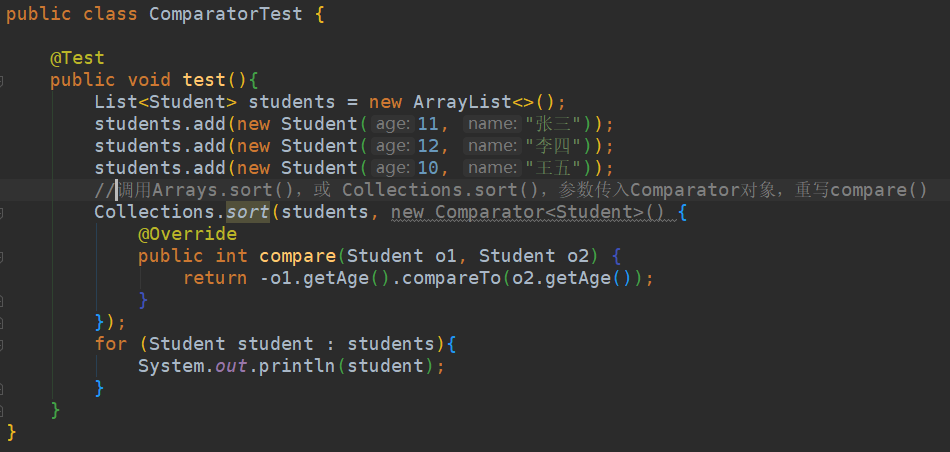 public class ComparatorTest {
@Test
public void test(){
List<Student> students = new ArrayList<>();
students.add(new Student( age: 11, name: "张三"));
students.add(new Student( age: 12, name: "李四"));
students.add(new Student( age: 10, name: "王五"));
//调用Arrays.sort()，或 Collections.sort()，参数传入Comparator对象，重写compare()
Collections.sort(students, new Comparator<Student>() {
@Override
public int compare(Student o1, Student o2) {
return -o1.getAge().compareTo(o2.getAge());
}
});
for (Student student : students){
System.out.println(student);
}
}
}